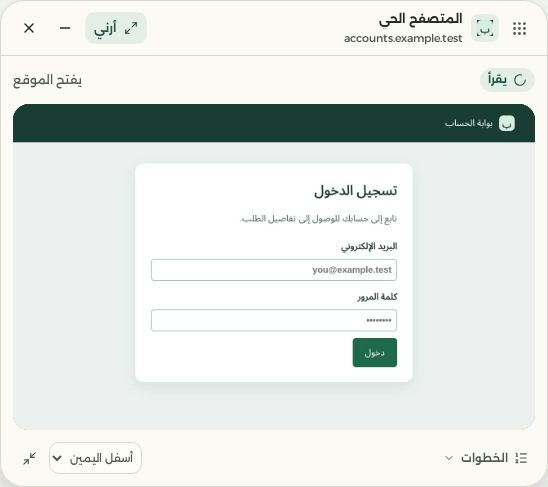 المتصفح الحي
accounts.example.test
أرني
يقرأ
يفتح الموقع
ب بوابة الحساب
تسجيل الدخول
تابع إلى حسابك للوصول إلى تفاصيل الطلب.
البريد الإلكتروني
you@example.test
كلمة المرور
••••••••
دخول
الخطوات
أسفل اليمين